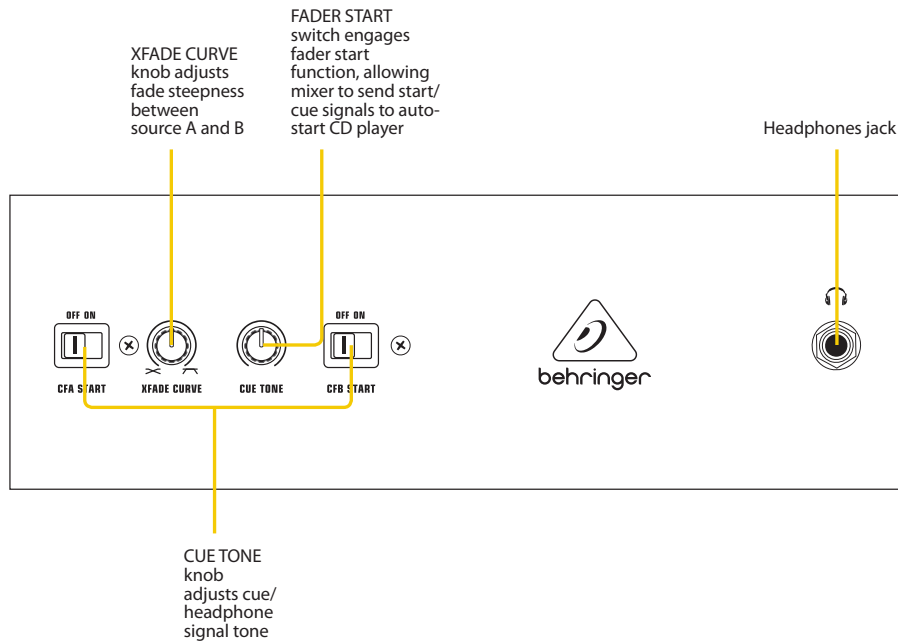 FADER START
switch engages
fader start
function, allowing
mixer to send start/
cue signals to auto-
start CD player
XFADE CURVE
knob adjusts
fade steepness
between
source A and B
Headphones jack
OFF ON
OFF ON
CFA START
XFADE CURVE
CUE TONE
CFB START
behringer
CUE TONE
knob
adjusts cue/
headphone
signal tone